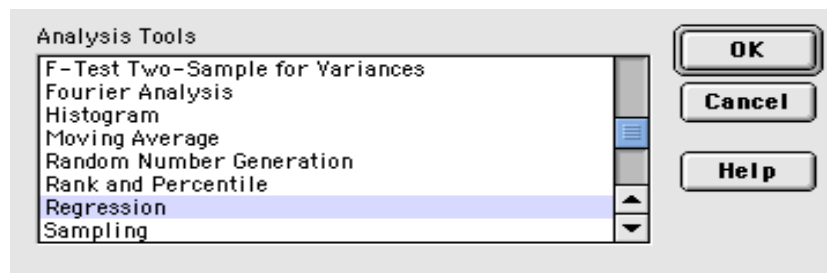 Analysis Tools
F-Test Two-Sample for Variances
Fourier Analysis
Histogram
Moving Average
Random Number Generation
Rank and Percentile
Regression
Sampling
OK
Cancel
Help